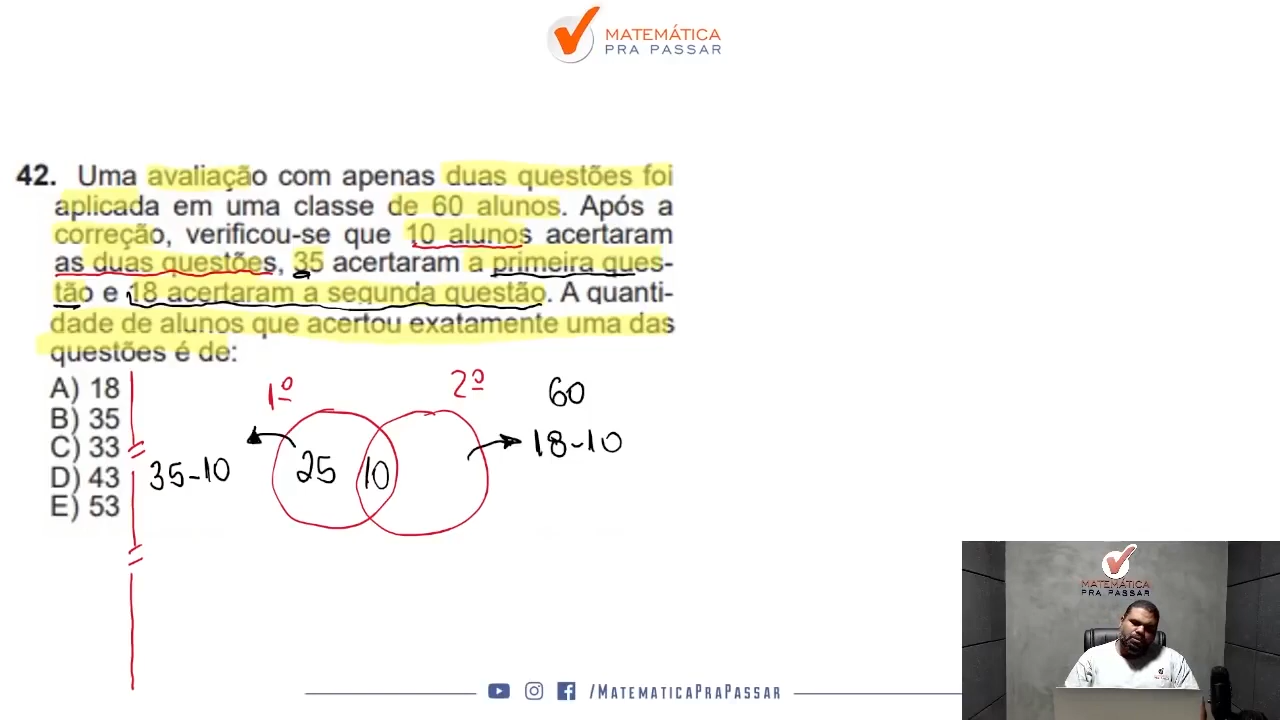 MATEMÁTICA
PRA PASSAR
42. Uma avaliação com apenas duas questões foi
aplicada em uma classe de 60 alunos. Após a
correção, verificou-se que 10 alunos acertaram
as duas questões, 35 acertaram a primeira ques-
tão e 18 acertaram a segunda questão. A quanti-
dade de alunos que acertou exatamente uma das
questões é de:
A) 18
B) 35
C) 33
D) 43
E) 53
1º
2º
60
18-10
35-10
25
10
MATEMÁTICA
PRA PASSAR
/MATEMATICAPRAPASSAR